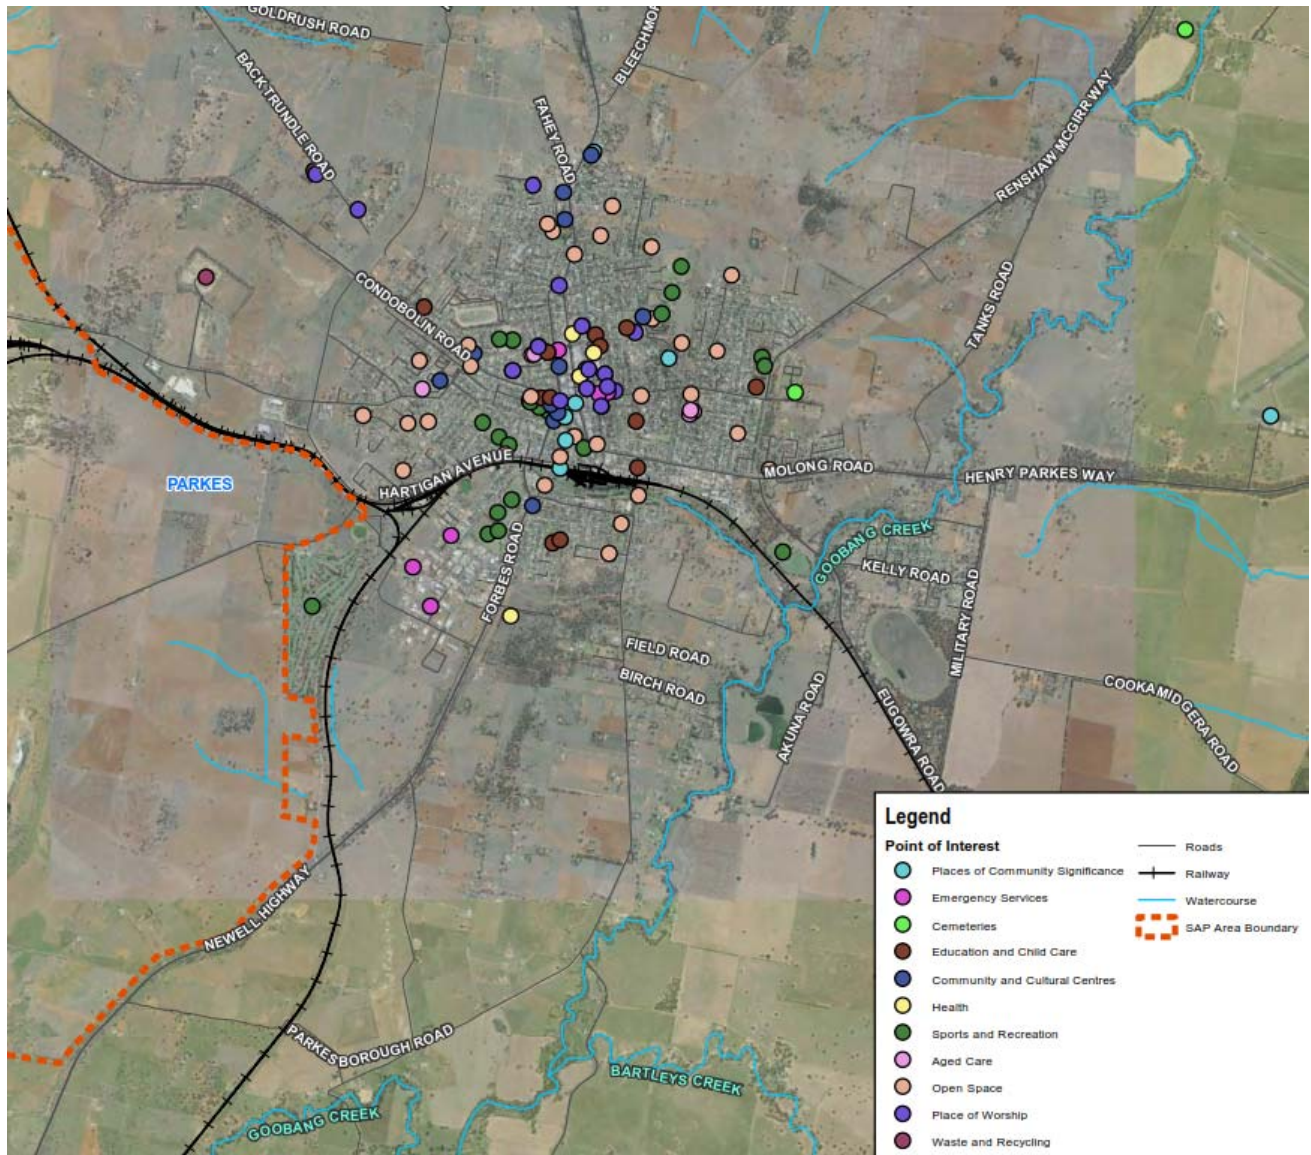 GOLDRUSH ROAD
BLEECHMOR
BACK TRUNDLE ROAD
FAHEY ROAD
RENSHAW MCGIRR WAY
CONDOBOLIN ROAD
TANKS ROAD
PARKES
HARTIGAN AVENUE
MOLONG ROAD
HENRY PARKES WAY
GOOBANG CREEK
KELLY ROAD
FORBES ROAD
MILITARY ROAD
FIELD ROAD
BIRCH ROAD
AKUNA ROAD
EUGOWRA ROAD
COOKAMIDGERA ROAD
NEWELL HIGHWAY
PARKESBOROUGH ROAD
BARTLEYS CREEK
GOOBANG CREEK
Legend
Point of Interest
Places of Community Significance
Emergency Services
Cemeteries
Education and Child Care
Community and Cultural Centres
Health
Sports and Recreation
Aged Care
Open Space
Place of Worship
Waste and Recycling
Roads
Railway
Watercourse
SAP Area Boundary